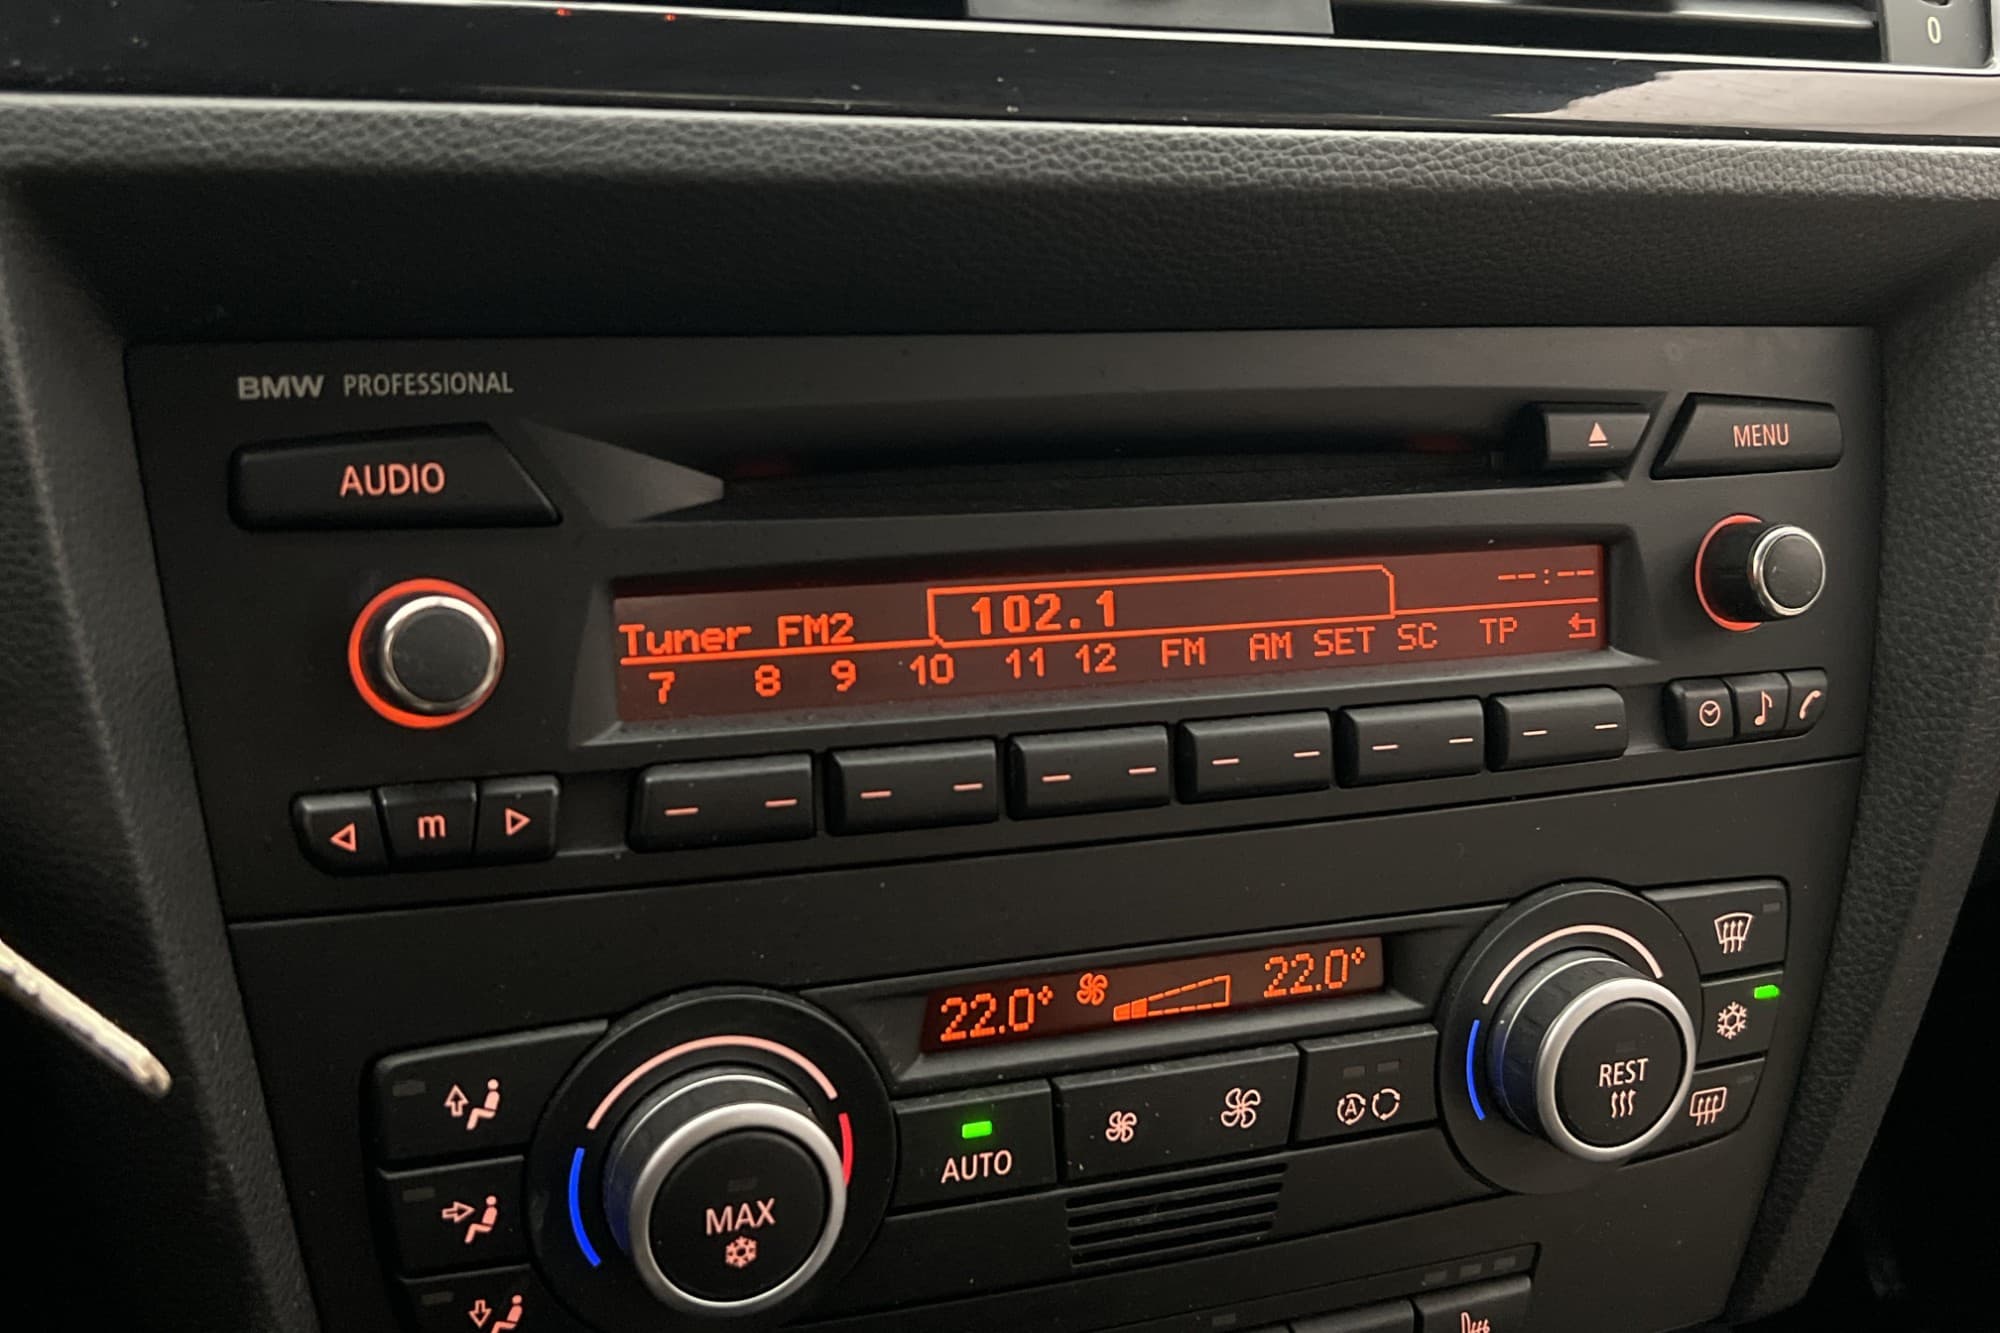 0
BMW PROFESSIONAL
AUDIO
MENU
--:--
Tuner FM2 102.1
7 8 9 10 11 12 FM AM SET SC TP
m
22.0° 22.0°
REST
A
AUTO
MAX